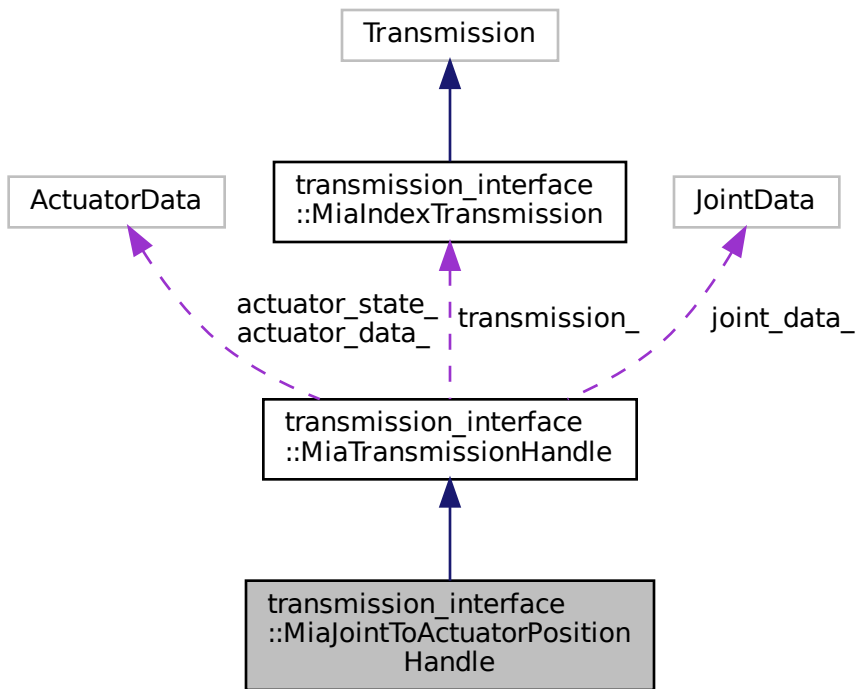 Transmission
transmission_interface
::MiaIndexTransmission
ActuatorData
JointData
actuator_state_
actuator_data_
transmission_
joint_data_
transmission_interface
::MiaTransmissionHandle
transmission_interface
::MiaJointToActuatorPosition
Handle